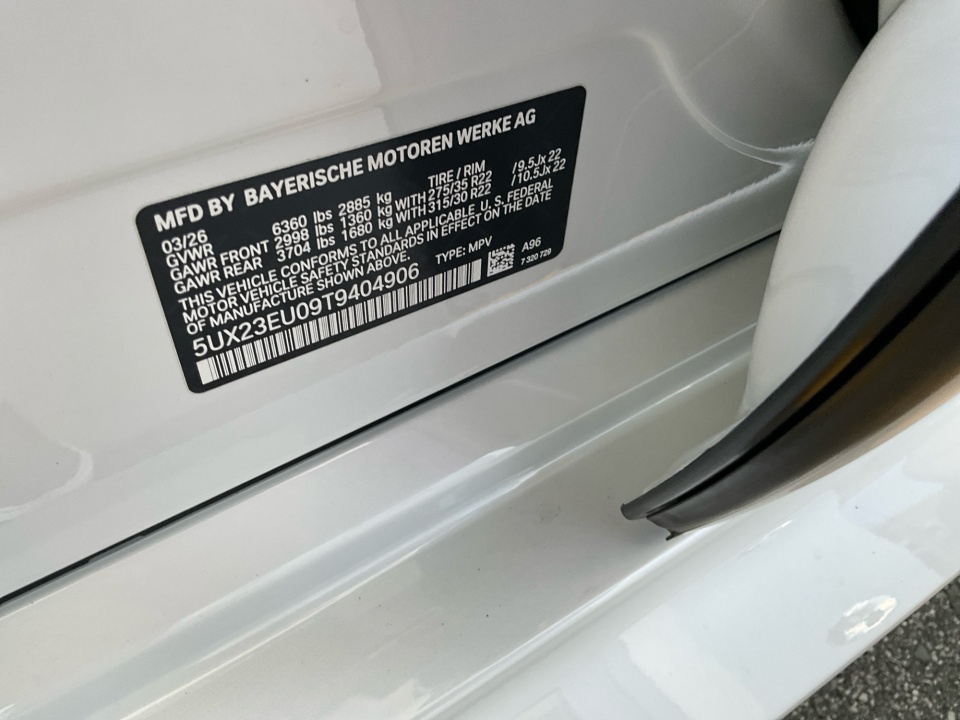 MFD BY BAYERISCHE MOTOREN WERKE AG
03/26 TIRE / RIM
GVWR 6360 lbs 2885 kg
GAWR FRONT 2998 lbs 1360 kg WITH 275/35 R22 /9.5Jx22
GAWR REAR 3704 lbs 1680 kg WITH 315/30 R22 /10.5Jx22
THIS VEHICLE CONFORMS TO ALL APPLICABLE U. S. FEDERAL
MOTOR VEHICLE SAFETY STANDARDS IN EFFECT ON THE DATE
OF MANUFACTURE SHOWN ABOVE. TYPE: MPV A96
5UX23EU09T9404906 7 320 729